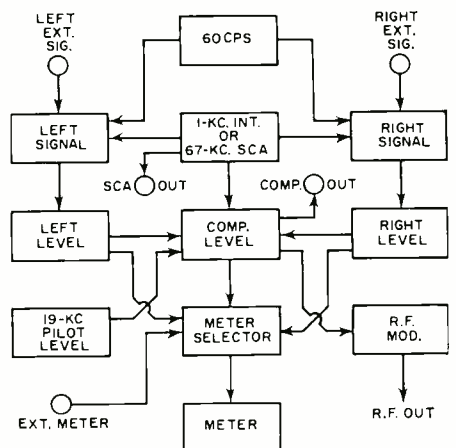 LEFT
EXT.
SIG.
RIGHT
EXT.
SIG.
60CPS
LEFT
SIGNAL
1-KC. INT.
OR
67-KC. SCA
RIGHT
SIGNAL
SCA OUT
COMP. OUT
LEFT
LEVEL
COMP.
LEVEL
RIGHT
LEVEL
19-KC
PILOT
LEVEL
METER
SELECTOR
R.F.
MOD.
EXT. METER
METER
R.F. OUT